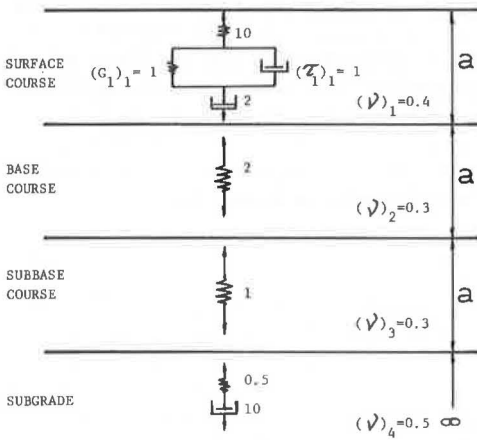 10
SURFACE
COURSE
(G₁)₁ = 1
(τ₁)₁ = 1
2
(ν)₁=0.4
a
BASE
COURSE
2
(ν)₂=0.3
a
SUBBASE
COURSE
1
(ν)₃=0.3
a
SUBGRADE
0.5
10
(ν)₄=0.5
∞